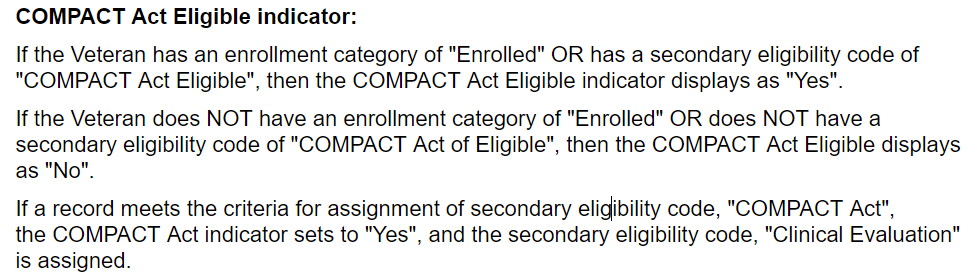 COMPACT Act Eligible indicator:
If the Veteran has an enrollment category of "Enrolled" OR has a secondary eligibility code of
"COMPACT Act Eligible", then the COMPACT Act Eligible indicator displays as "Yes".
If the Veteran does NOT have an enrollment category of "Enrolled" OR does NOT have a
secondary eligibility code of "COMPACT Act of Eligible", then the COMPACT Act Eligible displays
as "No".
If a record meets the criteria for assignment of secondary eligibility code, "COMPACT Act",
the COMPACT Act indicator sets to "Yes", and the secondary eligibility code, "Clinical Evaluation"
is assigned.